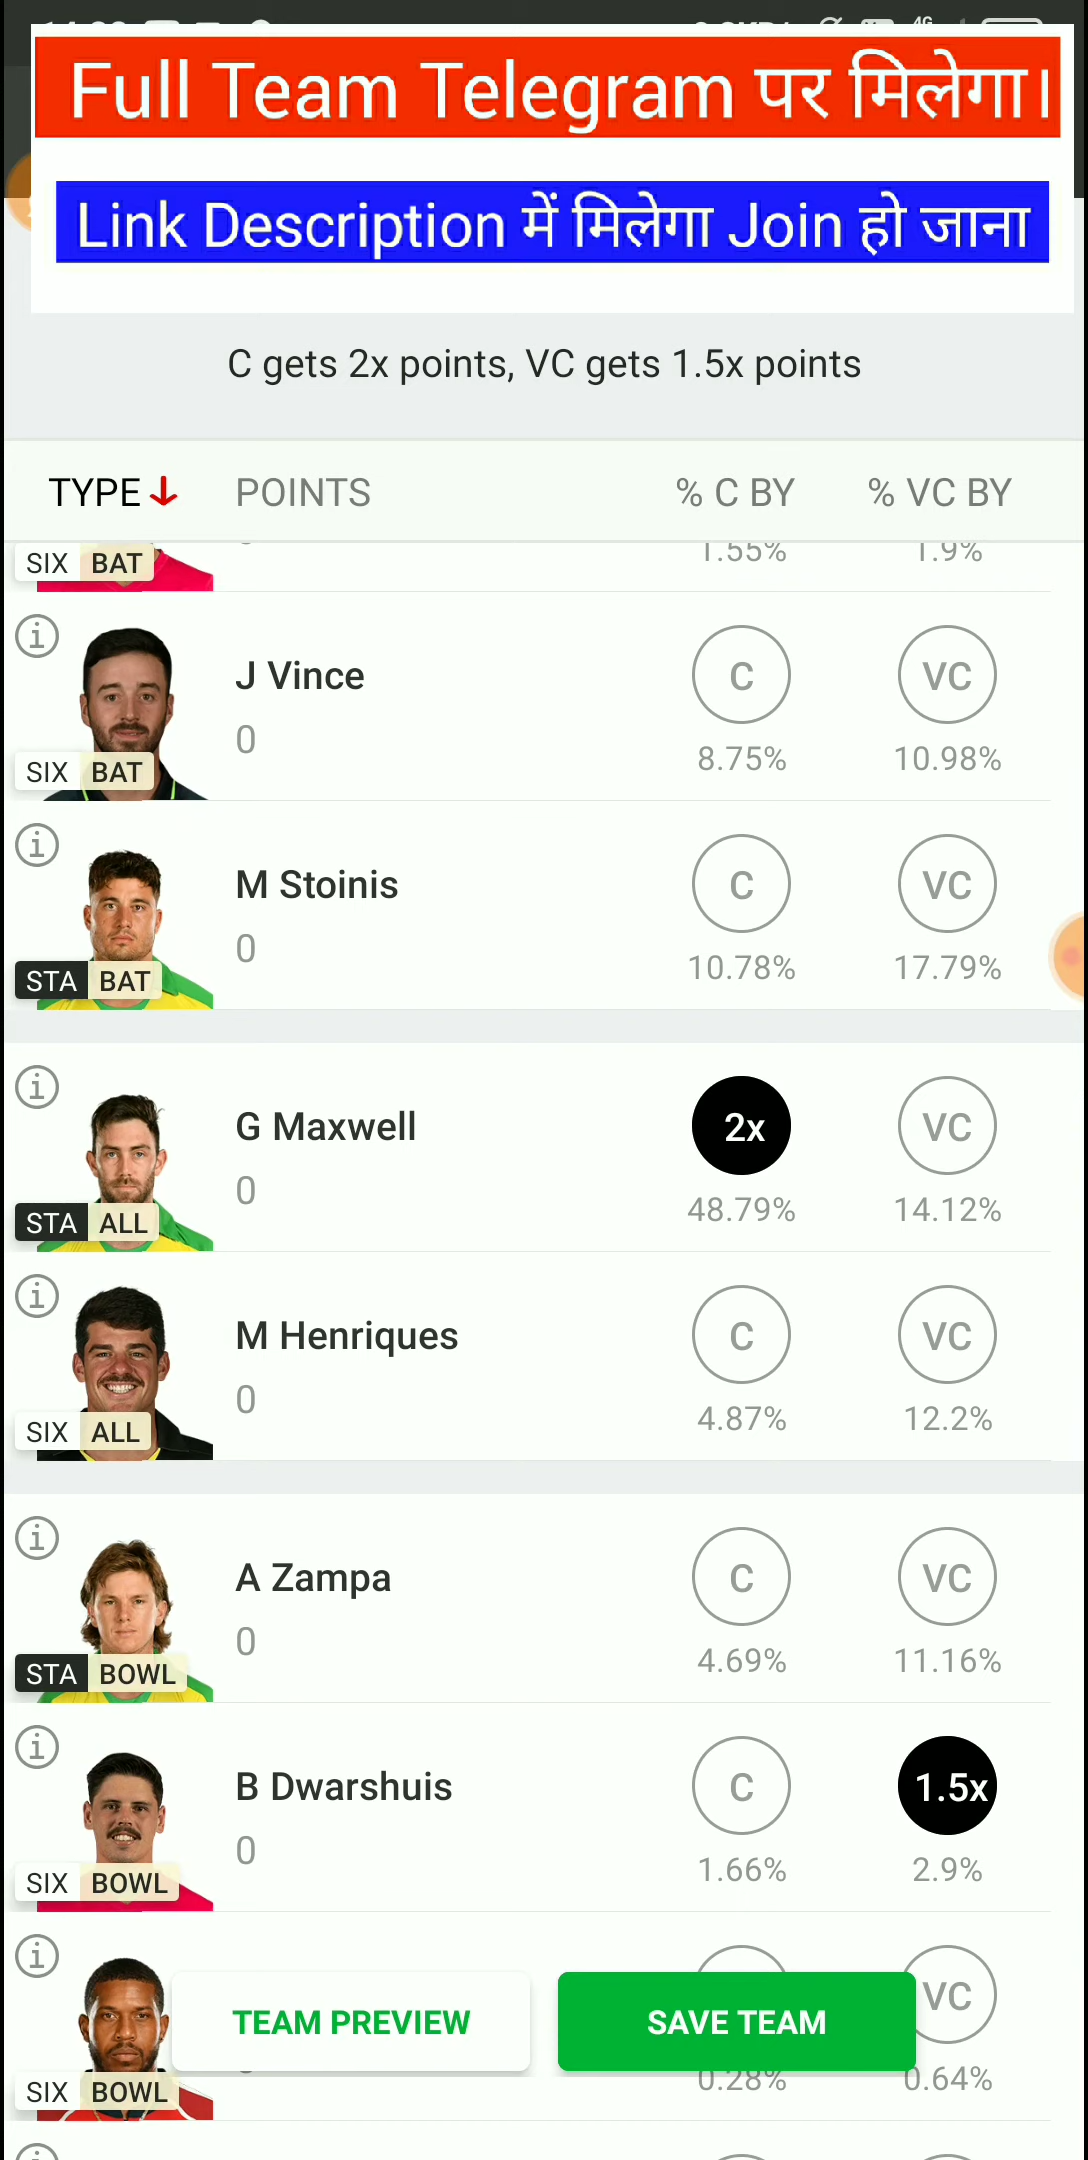 Full Team Telegram पर मिलेगा।
Link Description में मिलेगा Join हो जाना
C gets 2x points, VC gets 1.5x points
TYPE POINTS % C BY % VC BY
SIX BAT 1.55% 1.9%
J Vince C VC
0
SIX BAT 8.75% 10.98%
M Stoinis C VC
0
STA BAT 10.78% 17.79%
G Maxwell 2x VC
0
STA ALL 48.79% 14.12%
M Henriques C VC
0
SIX ALL 4.87% 12.2%
A Zampa C VC
0
STA BOWL 4.69% 11.16%
B Dwarshuis C 1.5x
0
SIX BOWL 1.66% 2.9%
VC
TEAM PREVIEW SAVE TEAM
SIX BOWL 0.28% 0.64%